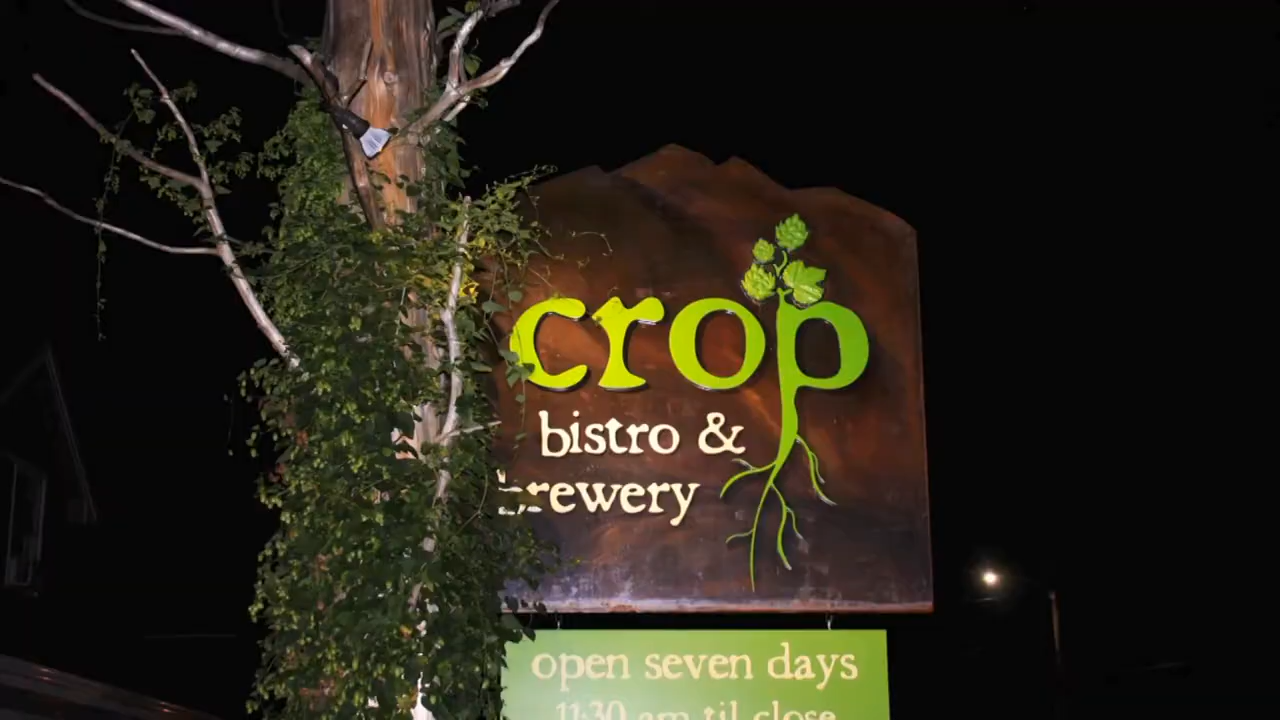 crop
bistro &
brewery
open seven days
11:30 am til close